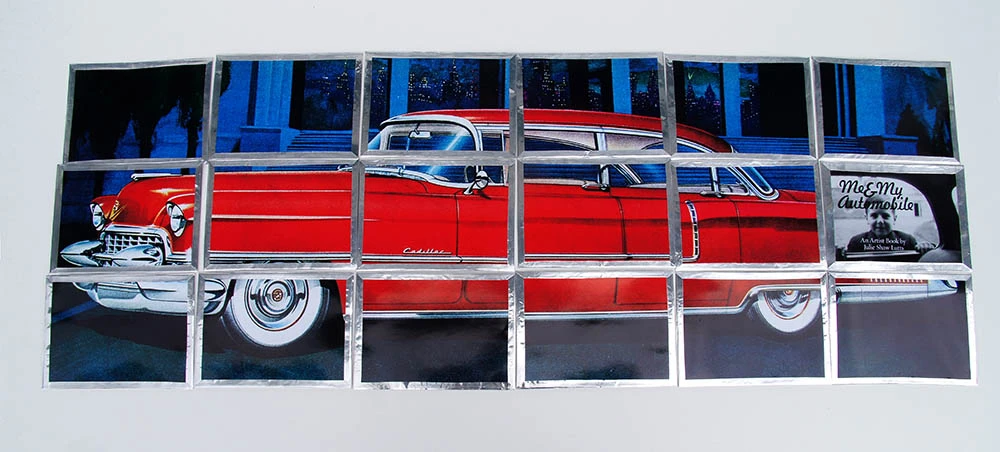 Cadillac
Me & My
Automobile
An Artist Book by
Julie Shaw Lutts